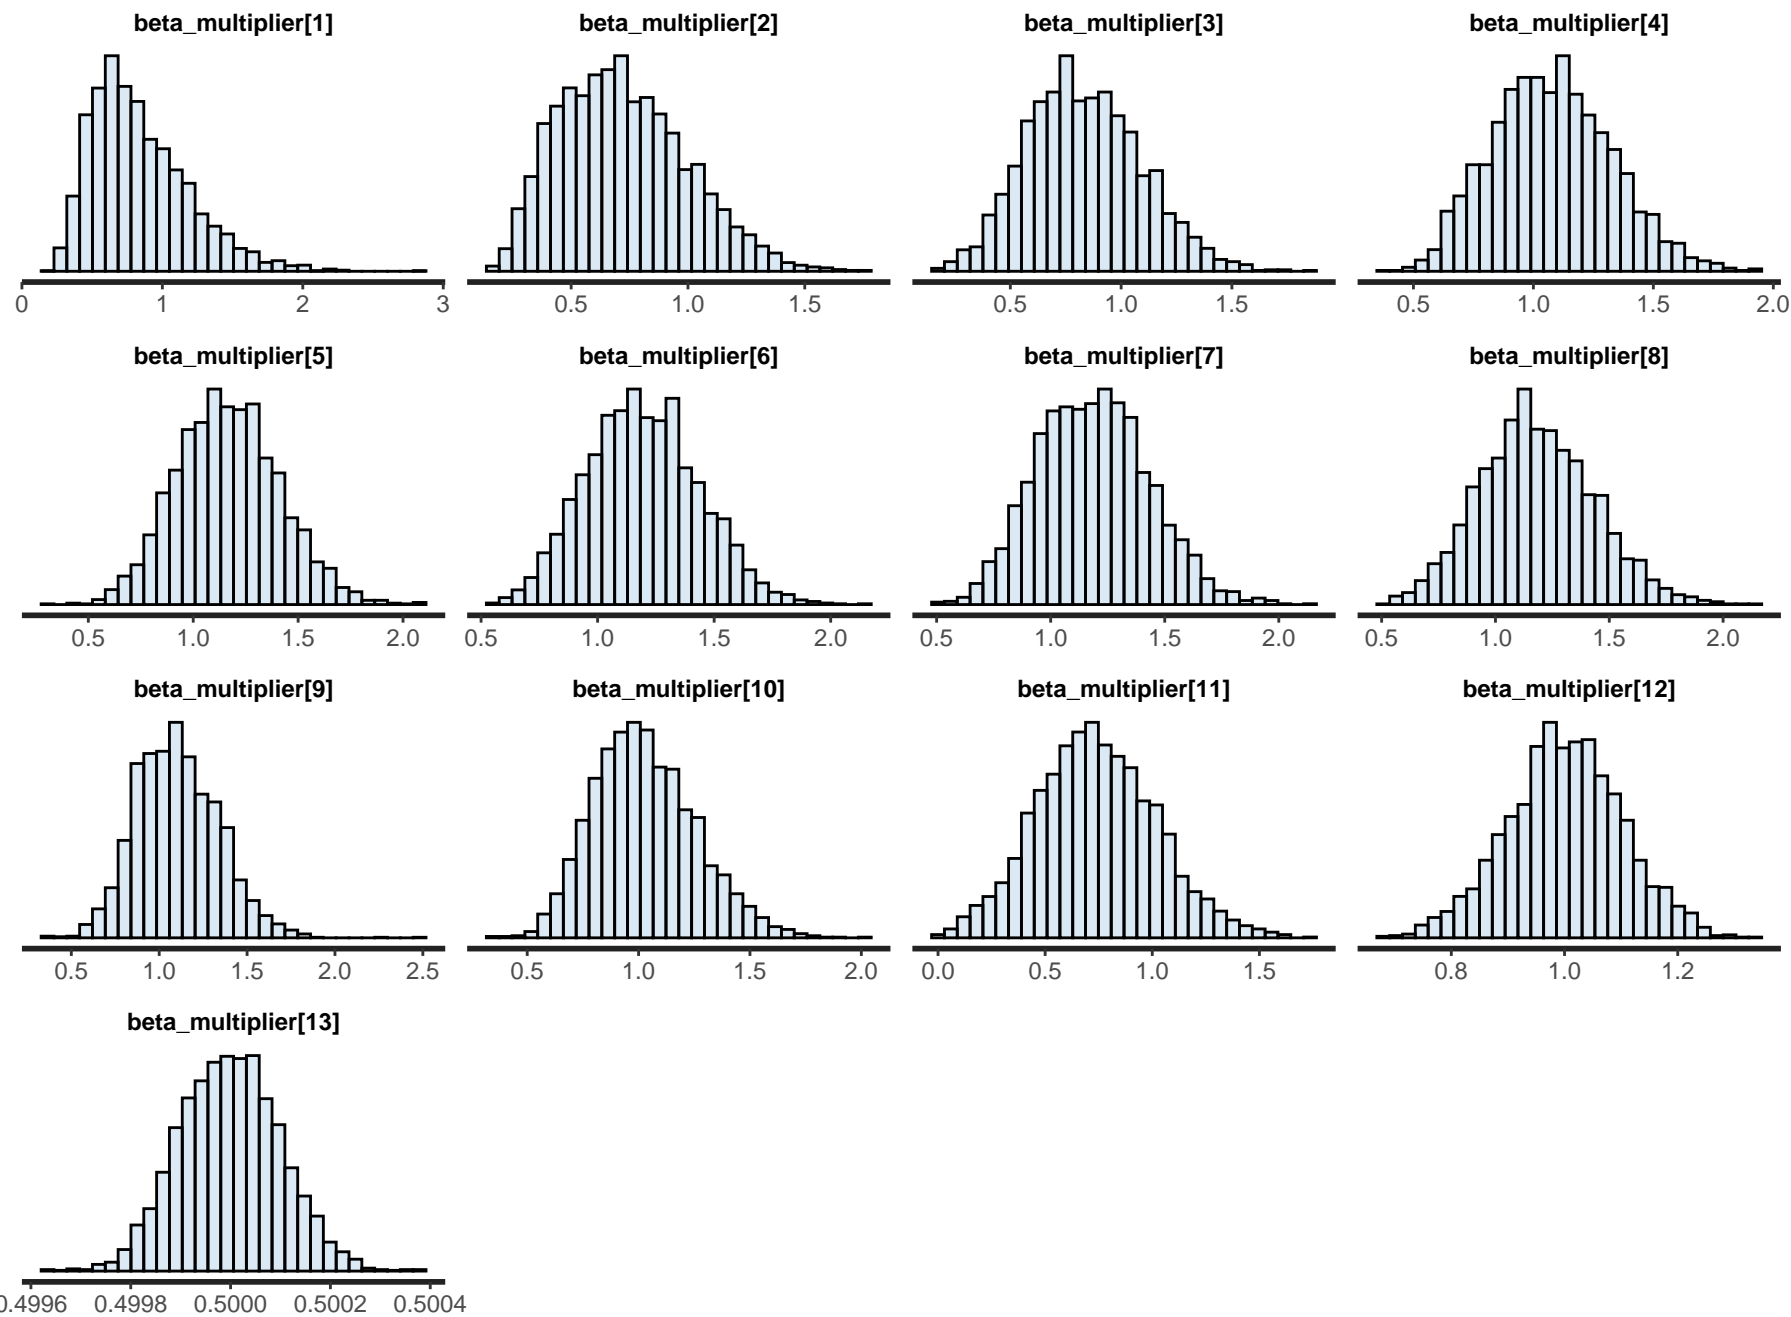 beta_multiplier[1] beta_multiplier[2] beta_multiplier[3] beta_multiplier[4]
0 1 2 3 0.5 1.0 1.5 0.5 1.0 1.5 0.5 1.0 1.5 2.0
beta_multiplier[5] beta_multiplier[6] beta_multiplier[7] beta_multiplier[8]
0.5 1.0 1.5 2.0 0.5 1.0 1.5 2.0 0.5 1.0 1.5 2.0 0.5 1.0 1.5 2.0
beta_multiplier[9] beta_multiplier[10] beta_multiplier[11] beta_multiplier[12]
0.5 1.0 1.5 2.0 2.5 0.5 1.0 1.5 2.0 0.0 0.5 1.0 1.5 0.8 1.0 1.2
beta_multiplier[13]
0.4996 0.4998 0.5000 0.5002 0.5004